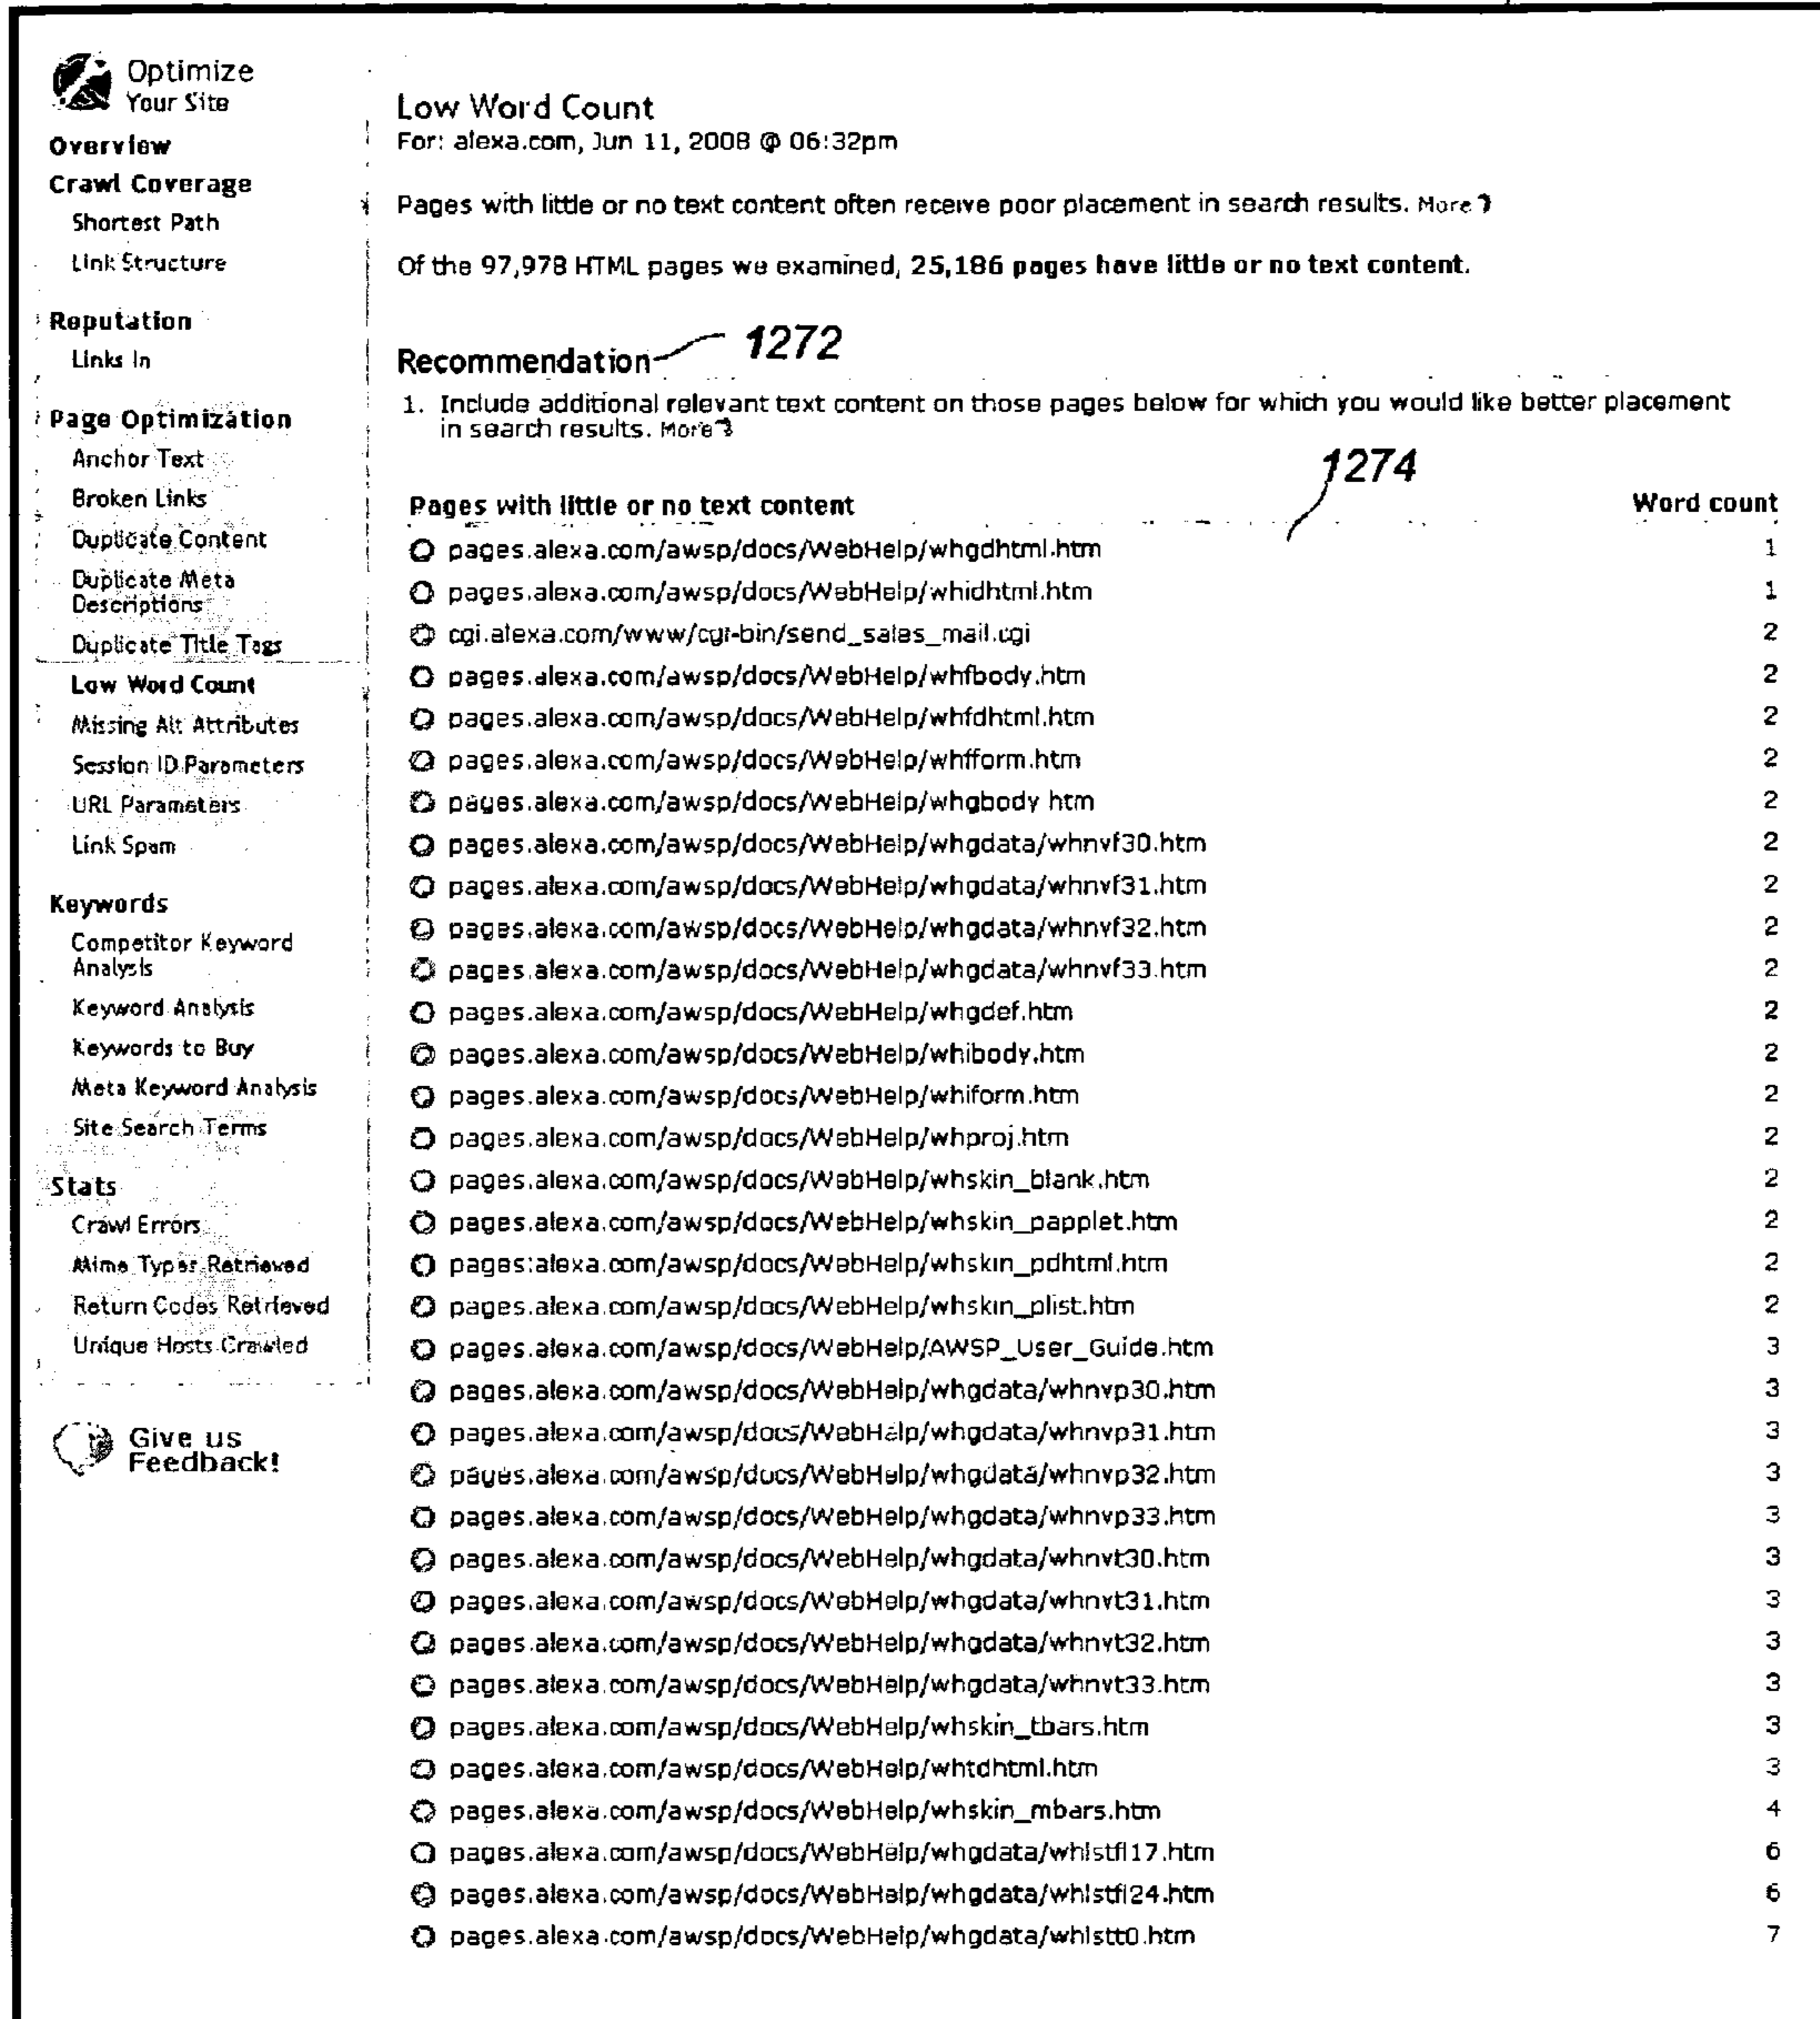 Optimize
Your Site
Overview
Crawl Coverage
Shortest Path
Link Structure
Reputation
Links In
Page Optimization
Anchor Text
Broken Links
Duplicate Content
Duplicate Meta
Descriptions
Duplicate Title Tags
Low Word Count
Missing Alt Attributes
Session ID Parameters
URL Parameters
Link Spam
Keywords
Competitor Keyword
Analysis
Keyword Analysis
Keywords to Buy
Meta Keyword Analysis
Site Search Terms
Stats
Crawl Errors
Mime Types Retrieved
Return Codes Retrieved
Unique Hosts Crawled
Give us
Feedback!
Low Word Count
For: alexa.com, Jun 11, 2008 @ 06:32pm
Pages with little or no text content often receive poor placement in search results. More
Of the 97,978 HTML pages we examined, 25,186 pages have little or no text content.
Recommendation 1272
1. Include additional relevant text content on those pages below for which you would like better placement
in search results. More
1274
Pages with little or no text content Word count
pages.alexa.com/awsp/docs/WebHelp/whgdhtml.htm 1
pages.alexa.com/awsp/docs/WebHelp/whidhtml.htm 1
cgi.alexa.com/www/cgi-bin/send_sales_mail.cgi 2
pages.alexa.com/awsp/docs/WebHelp/whfbody.htm 2
pages.alexa.com/awsp/docs/WebHelp/whfdhtml.htm 2
pages.alexa.com/awsp/docs/WebHelp/whfform.htm 2
pages.alexa.com/awsp/docs/WebHelp/whgbody.htm 2
pages.alexa.com/awsp/docs/WebHelp/whgdata/whnvf30.htm 2
pages.alexa.com/awsp/docs/WebHelp/whgdata/whnvf31.htm 2
pages.alexa.com/awsp/docs/WebHelp/whgdata/whnvf32.htm 2
pages.alexa.com/awsp/docs/WebHelp/whgdata/whnvf33.htm 2
pages.alexa.com/awsp/docs/WebHelp/whgdef.htm 2
pages.alexa.com/awsp/docs/WebHelp/whibody.htm 2
pages.alexa.com/awsp/docs/WebHelp/whiform.htm 2
pages.alexa.com/awsp/docs/WebHelp/whproj.htm 2
pages.alexa.com/awsp/docs/WebHelp/whskin_blank.htm 2
pages.alexa.com/awsp/docs/WebHelp/whskin_papplet.htm 2
pages.alexa.com/awsp/docs/WebHelp/whskin_pdhtml.htm 2
pages.alexa.com/awsp/docs/WebHelp/whskin_plist.htm 2
pages.alexa.com/awsp/docs/WebHelp/AWSP_User_Guide.htm 3
pages.alexa.com/awsp/docs/WebHelp/whgdata/whnvp30.htm 3
pages.alexa.com/awsp/docs/WebHelp/whgdata/whnvp31.htm 3
pages.alexa.com/awsp/docs/WebHelp/whgdata/whnvp32.htm 3
pages.alexa.com/awsp/docs/WebHelp/whgdata/whnvp33.htm 3
pages.alexa.com/awsp/docs/WebHelp/whgdata/whnvt30.htm 3
pages.alexa.com/awsp/docs/WebHelp/whgdata/whnvt31.htm 3
pages.alexa.com/awsp/docs/WebHelp/whgdata/whnvt32.htm 3
pages.alexa.com/awsp/docs/WebHelp/whgdata/whnvt33.htm 3
pages.alexa.com/awsp/docs/WebHelp/whskin_tbars.htm 3
pages.alexa.com/awsp/docs/WebHelp/whtdhtml.htm 3
pages.alexa.com/awsp/docs/WebHelp/whskin_mbars.htm 4
pages.alexa.com/awsp/docs/WebHelp/whgdata/whlstfl17.htm 6
pages.alexa.com/awsp/docs/WebHelp/whgdata/whlstfl24.htm 6
pages.alexa.com/awsp/docs/WebHelp/whgdata/whlstt0.htm 7